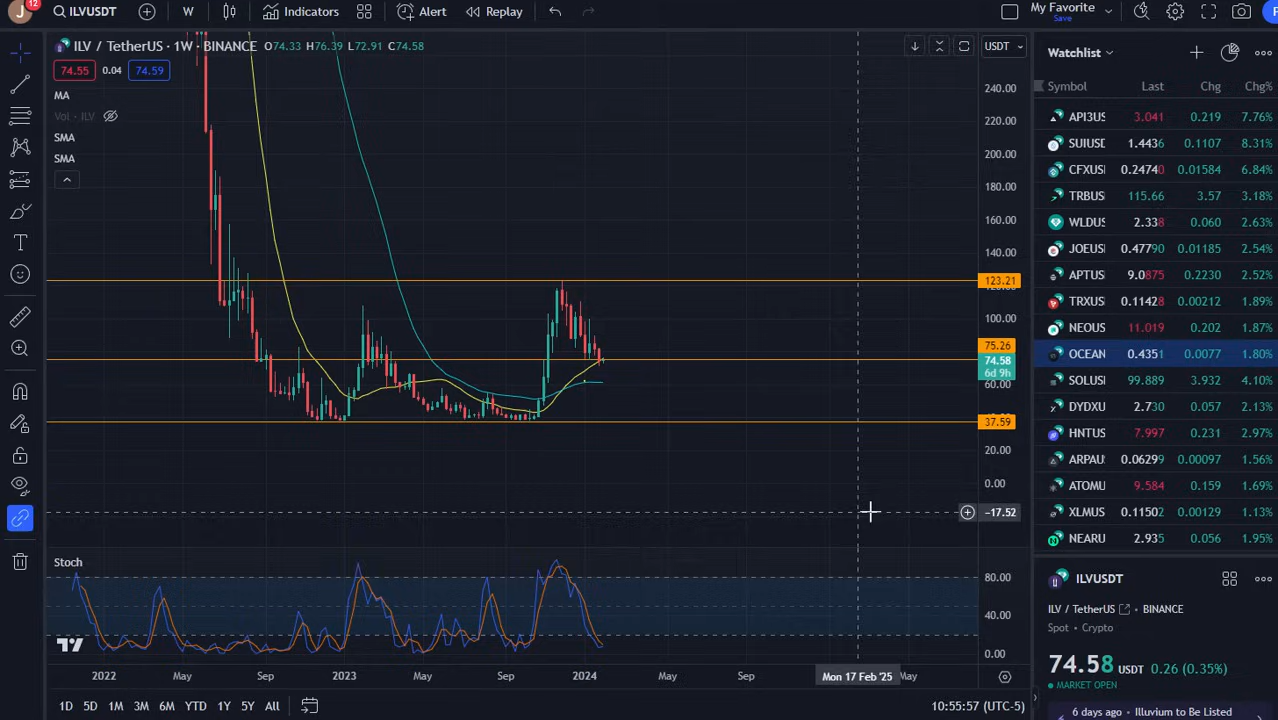 J 12 ILVUSDT W Indicators Alert Replay My Favorite
Save
ILV / TetherUS · 1W · BINANCE O74.33 H76.39 L72.91 C74.58 USDT
74.55 0.04 74.59
MA
Vol · ILV
SMA
SMA
240.00
220.00
200.00
180.00
160.00
140.00
123.21
100.00
75.26
74.58
6d 9h
60.00
37.59
20.00
0.00
−17.52
Stoch
80.00
40.00
0.00
2022 May Sep 2023 May Sep 2024 May Sep Mon 17 Feb '25 May
1D 5D 1M 3M 6M YTD 1Y 5Y All 10:55:57 (UTC-5)
Watchlist
Symbol Last Chg Chg%
API3US 3.041 0.219 7.76%
SUIUSD 1.4436 0.1107 8.31%
CFXUSI 0.24740 0.01584 6.84%
TRBUS 115.66 3.57 3.18%
WLDUS 2.338 0.060 2.63%
JOEUSI 0.47790 0.01185 2.54%
APTUS 9.0875 0.2230 2.52%
TRXUS 0.11428 0.00212 1.89%
NEOUS 11.019 0.202 1.87%
OCEAN 0.4351 0.0077 1.80%
SOLUS 99.889 3.932 4.10%
DYDXU 2.730 0.057 2.13%
HNTUS 7.997 0.231 2.97%
ARPAU 0.06299 0.00097 1.56%
ATOMU 9.584 0.159 1.69%
XLMUS 0.11502 0.00129 1.13%
NEARU 2.935 0.056 1.95%
ILVUSDT
ILV / TetherUS · BINANCE
Spot · Crypto
74.58 USDT 0.26 (0.35%)
MARKET OPEN
6 days ago · Illuvium to Be Listed